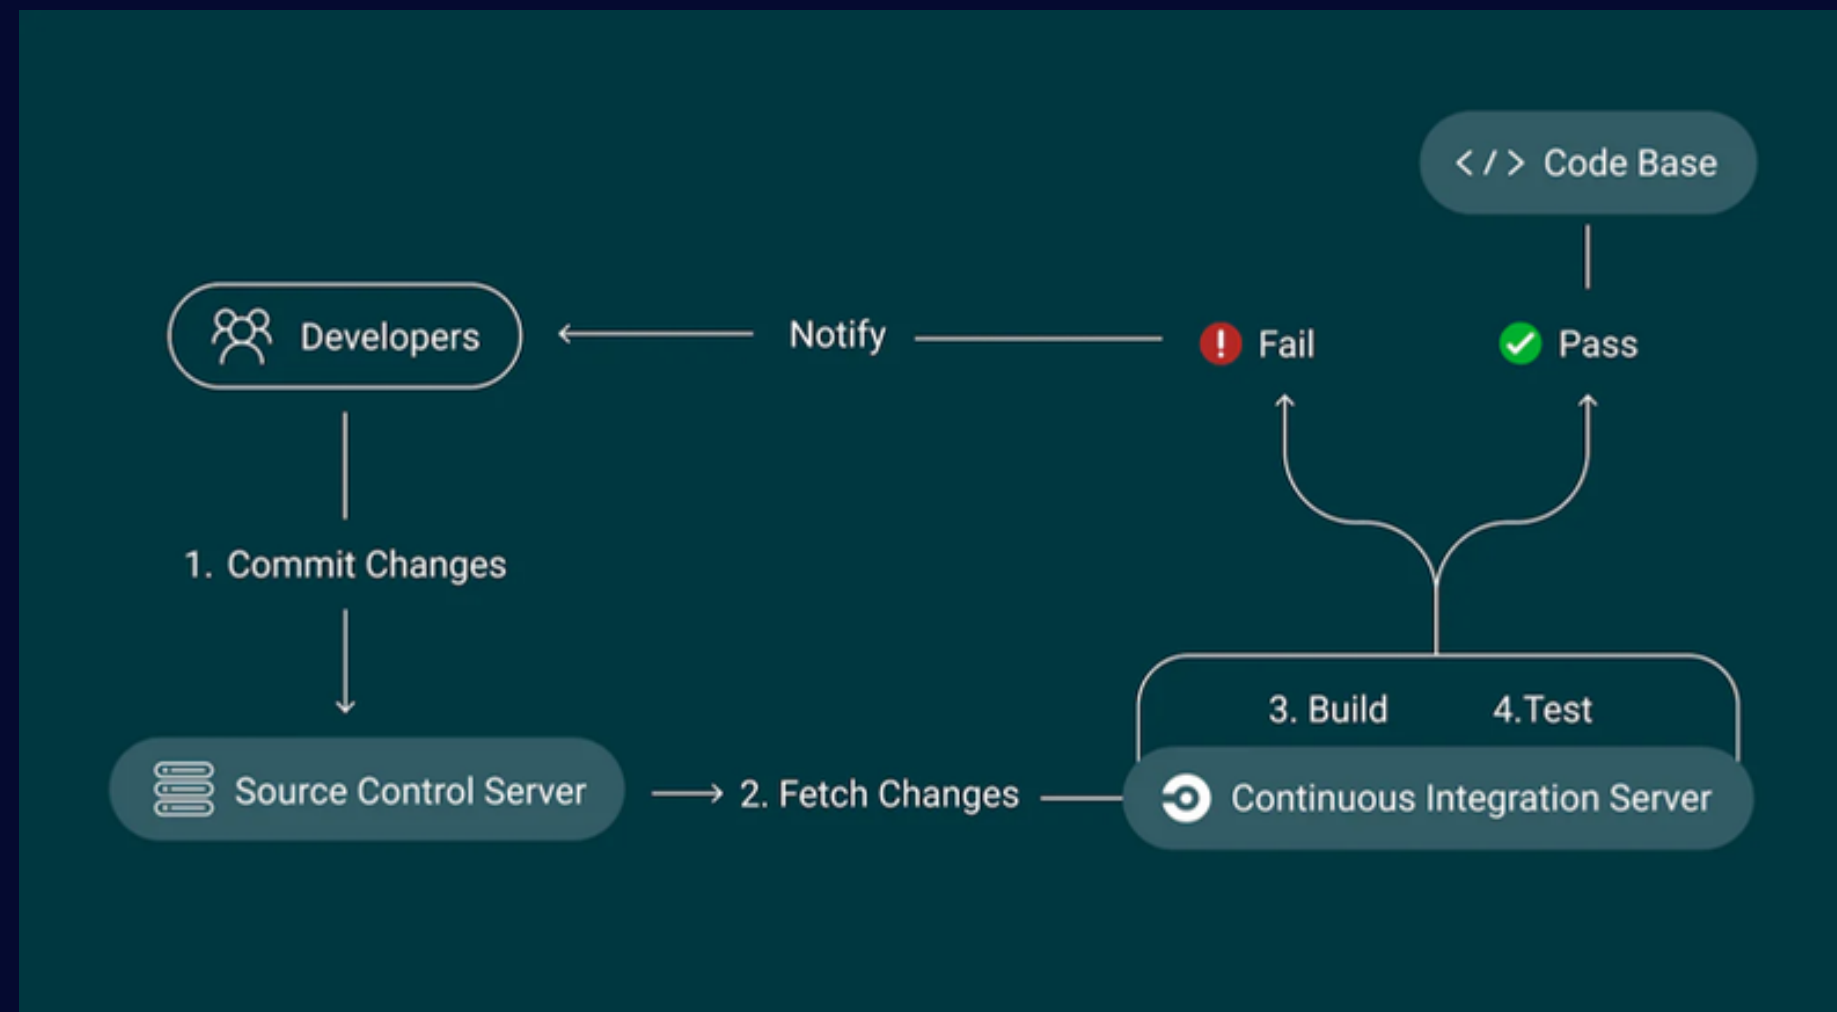 </> Code Base
Developers
Notify
Fail
Pass
1. Commit Changes
3. Build
4.Test
Source Control Server
2. Fetch Changes
Continuous Integration Server